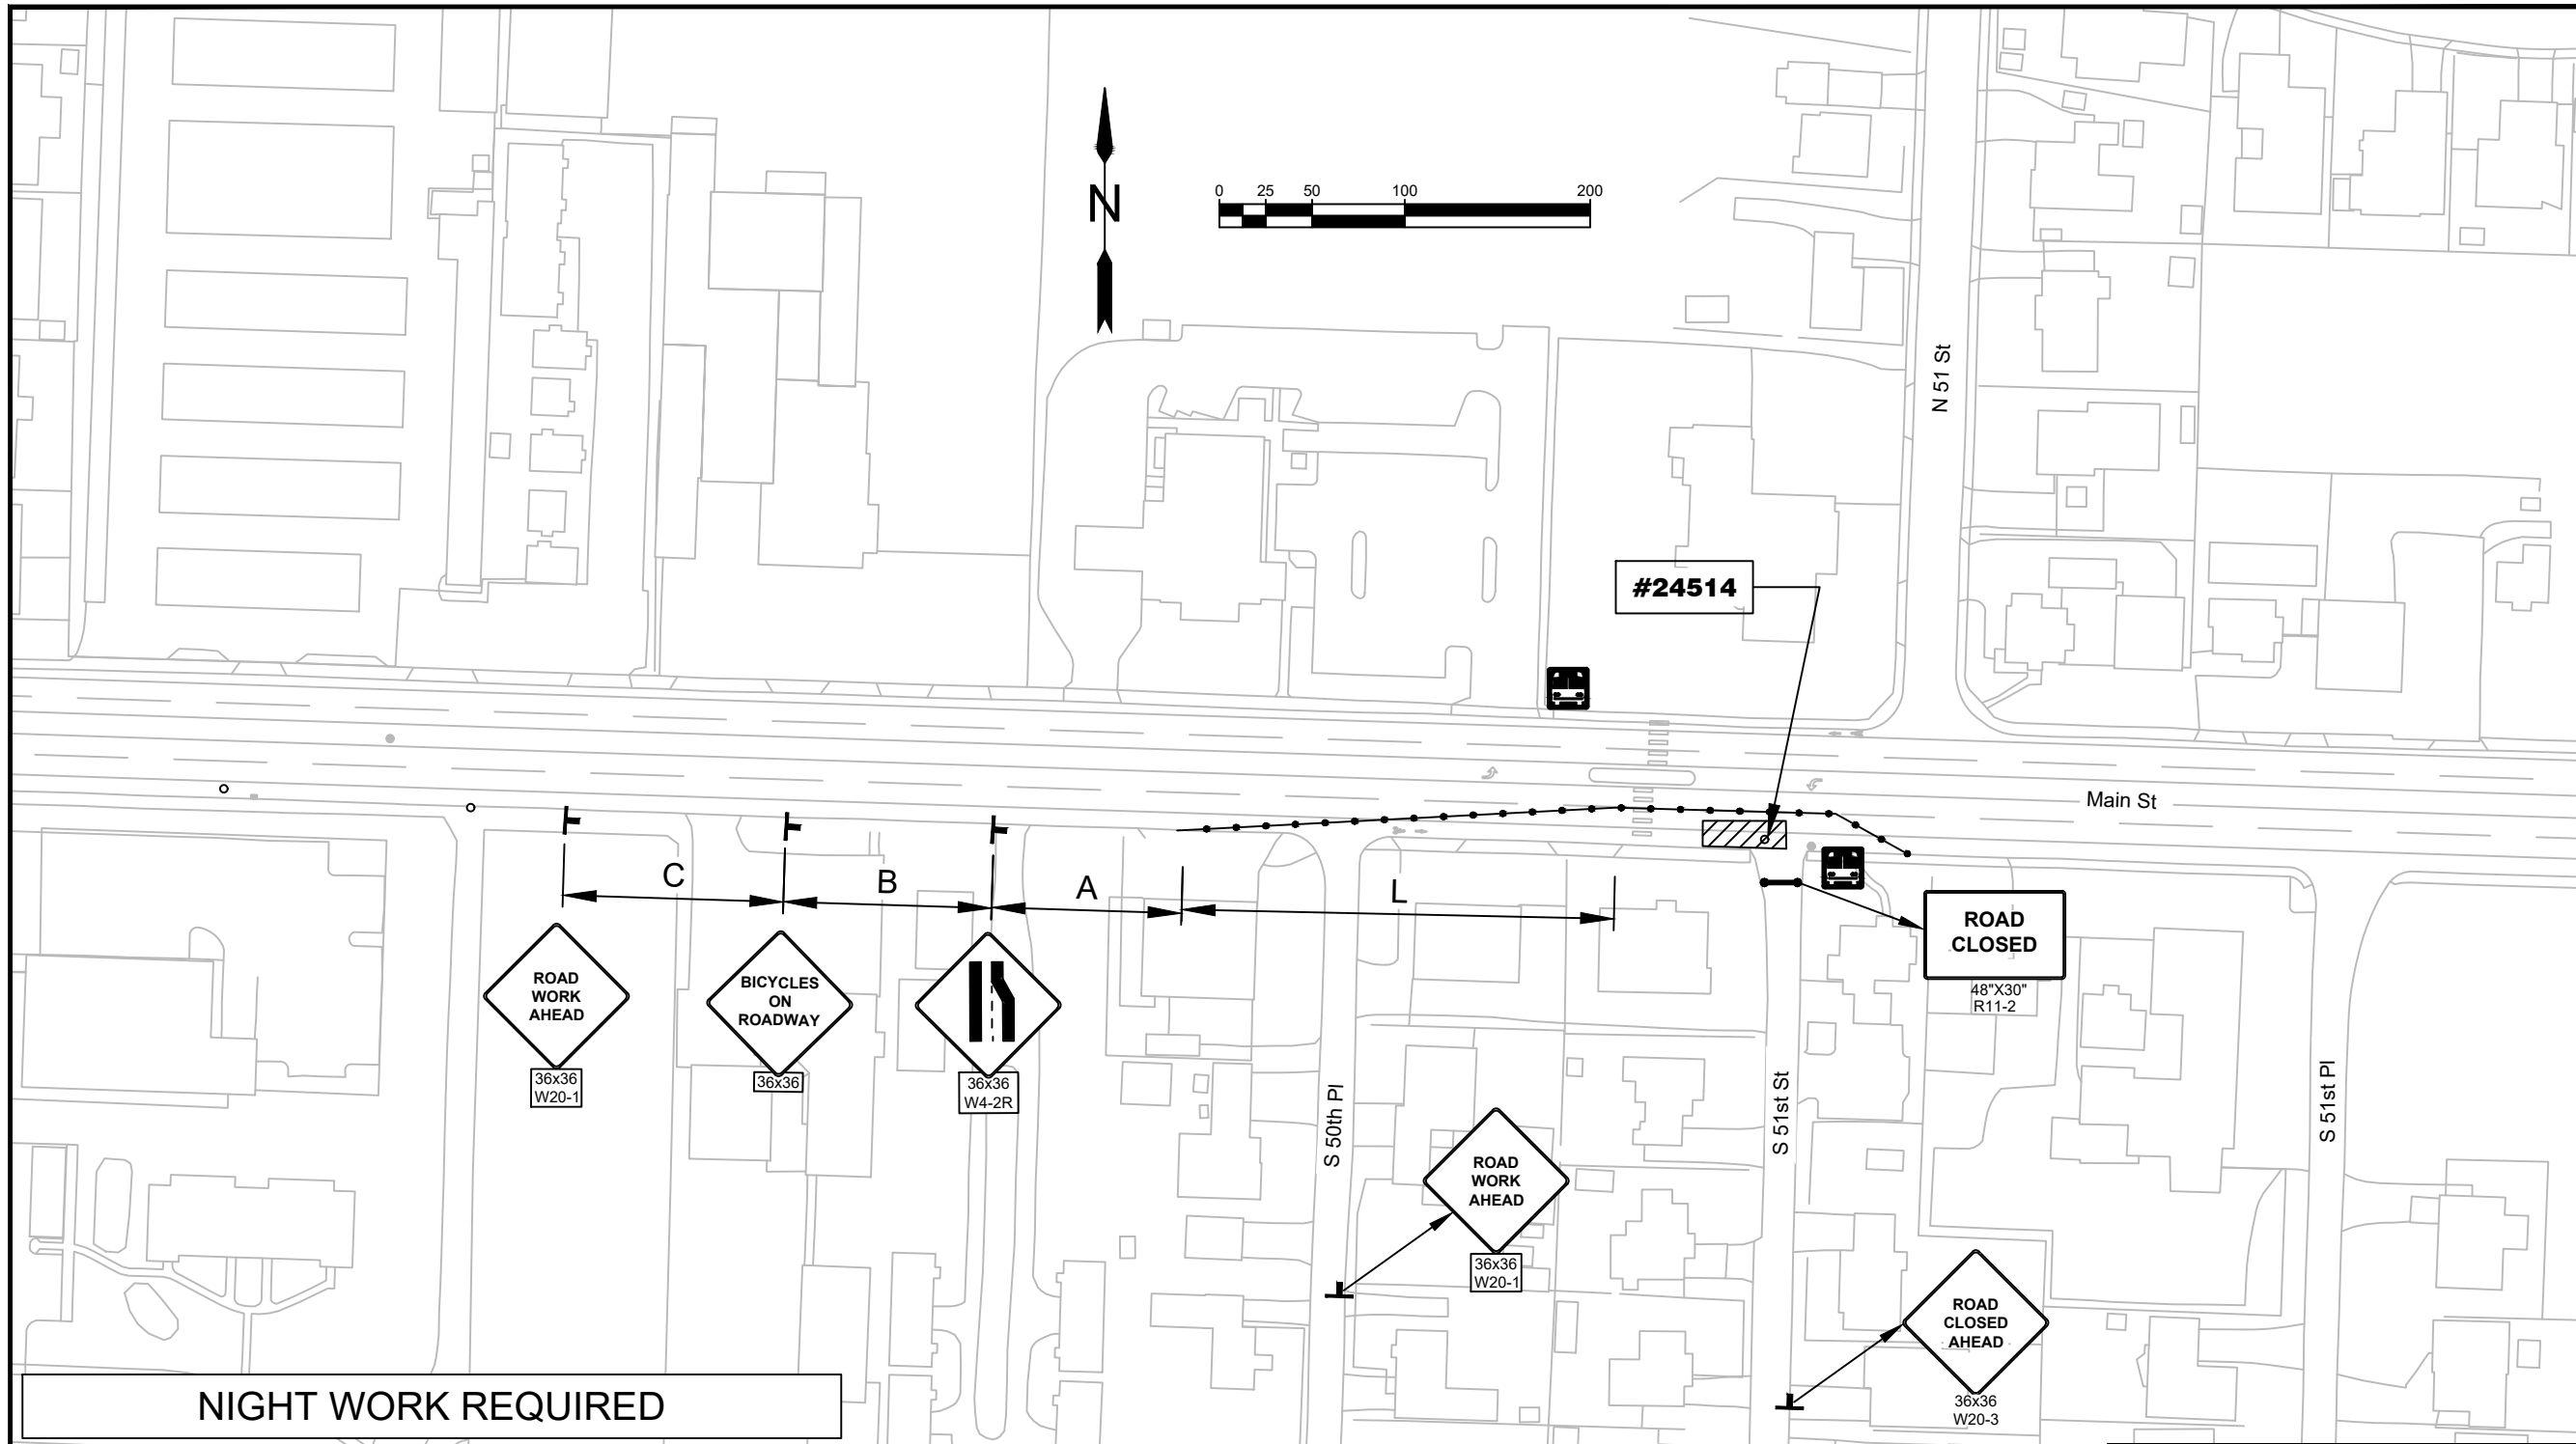 N
0 25 50 100 200
N 51 St
#24514
Main St
C
B
A
L
ROAD
WORK
AHEAD
36x36
W20-1
BICYCLES
ON
ROADWAY
36x36
36x36
W4-2R
ROAD
CLOSED
48"X30"
R11-2
S 50th Pl
S 51st St
S 51st Pl
ROAD
WORK
AHEAD
36x36
W20-1
ROAD
CLOSED
AHEAD
36x36
W20-3
NIGHT WORK REQUIRED